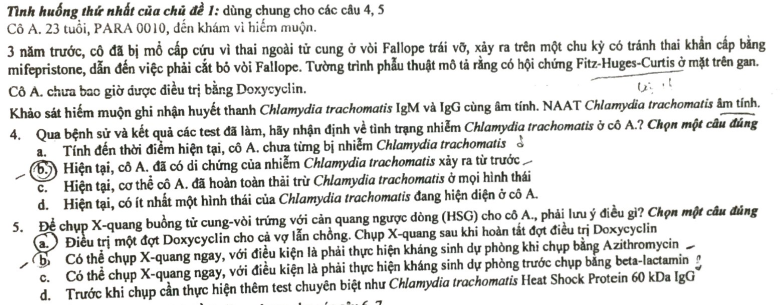 Tình huống thứ nhất của chủ đề 1: dùng chung cho các câu 4, 5
Cô A. 23 tuổi, PARA 0010, đến khám vì hiếm muộn.
3 năm trước, cô đã bị mổ cấp cứu vì thai ngoài tử cung ở vòi Fallope trái vỡ, xảy ra trên một chu kỳ có tránh thai khẩn cấp bằng
mifepristone, dẫn đến việc phải cắt bỏ vòi Fallope. Tường trình phẫu thuật mô tả rằng có hội chứng Fitz-Huges-Curtis ở mặt trên gan.
Cô A. chưa bao giờ được điều trị bằng Doxycyclin.
Khảo sát hiếm muộn ghi nhận huyết thanh Chlamydia trachomatis IgM và IgG cùng âm tính. NAAT Chlamydia trachomatis âm tính.
4. Qua bệnh sử và kết quả các test đã làm, hãy nhận định về tình trạng nhiễm Chlamydia trachomatis ở cô A.? Chọn một câu đúng
a. Tính đến thời điểm hiện tại, cô A. chưa từng bị nhiễm Chlamydia trachomatis
b. Hiện tại, cô A. đã có di chứng của nhiễm Chlamydia trachomatis xảy ra từ trước
c. Hiện tại, cơ thể cô A. đã hoàn toàn thải trừ Chlamydia trachomatis ở mọi hình thái
d. Hiện tại, có ít nhất một hình thái của Chlamydia trachomatis đang hiện diện ở cô A.
5. Để chụp X-quang buồng tử cung-vòi trứng với cản quang ngược dòng (HSG) cho cô A., phải lưu ý điều gì? Chọn một câu đúng
a. Điều trị một đợt Doxycyclin cho cả vợ lẫn chồng. Chụp X-quang sau khi hoàn tất đợt điều trị Doxycyclin
b. Có thể chụp X-quang ngay, với điều kiện là phải thực hiện kháng sinh dự phòng khi chụp bằng Azithromycin
c. Có thể chụp X-quang ngay, với điều kiện là phải thực hiện kháng sinh dự phòng trước chụp bằng beta-lactamin
d. Trước khi chụp cần thực hiện thêm test chuyên biệt như Chlamydia trachomatis Heat Shock Protein 60 kDa IgG